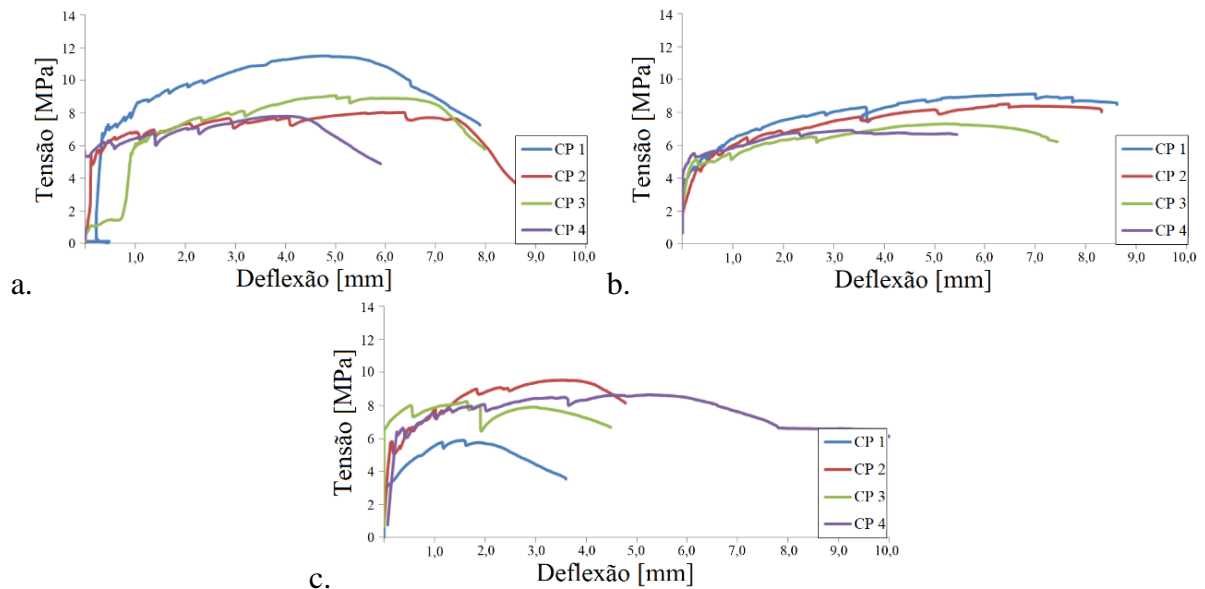 14
12
10
8
6
4
2
0
Tensão [MPa]
1,0 2,0 3,0 4,0 5,0 6,0 7,0 8,0 9,0 10,0
Deflexão [mm]
CP 1
CP 2
CP 3
CP 4
a.
14
12
10
8
6
4
2
0
Tensão [MPa]
1,0 2,0 3,0 4,0 5,0 6,0 7,0 8,0 9,0 10,0
Deflexão [mm]
CP 1
CP 2
CP 3
CP 4
b.
14
12
10
8
6
4
2
0
Tensão [MPa]
1,0 2,0 3,0 4,0 5,0 6,0 7,0 8,0 9,0 10,0
Deflexão [mm]
CP 1
CP 2
CP 3
CP 4
c.